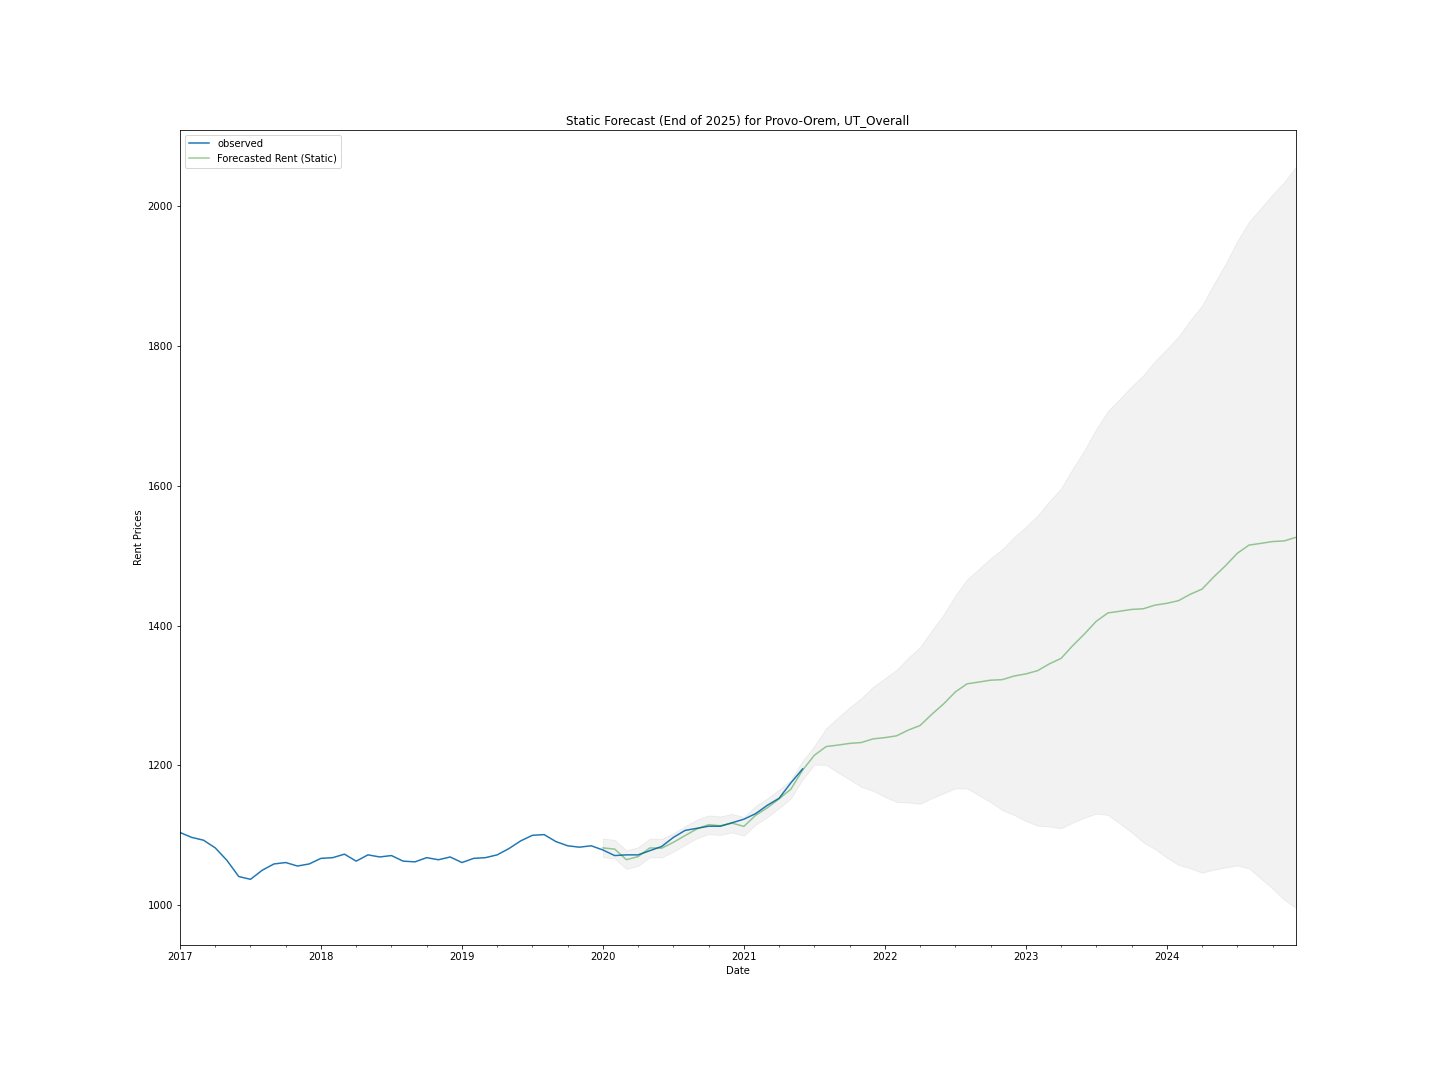 Static Forecast (End of 2025) for Provo-Orem, UT_Overall
observed
Forecasted Rent (Static)
2000
1800
1600
1400
1200
1000
Rent Prices
2017 2018 2019 2020 2021 2022 2023 2024
Date